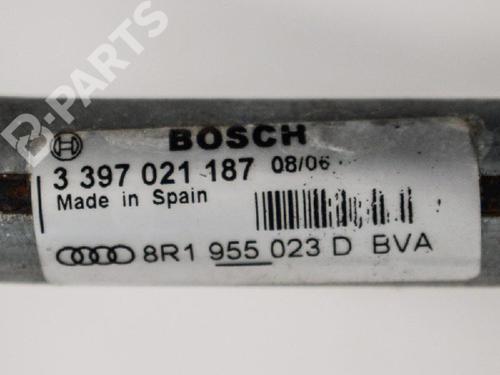 B-PARTS
BOSCH
3 397 021 187 08/06
Made in Spain
8R1 955 023 D BVA